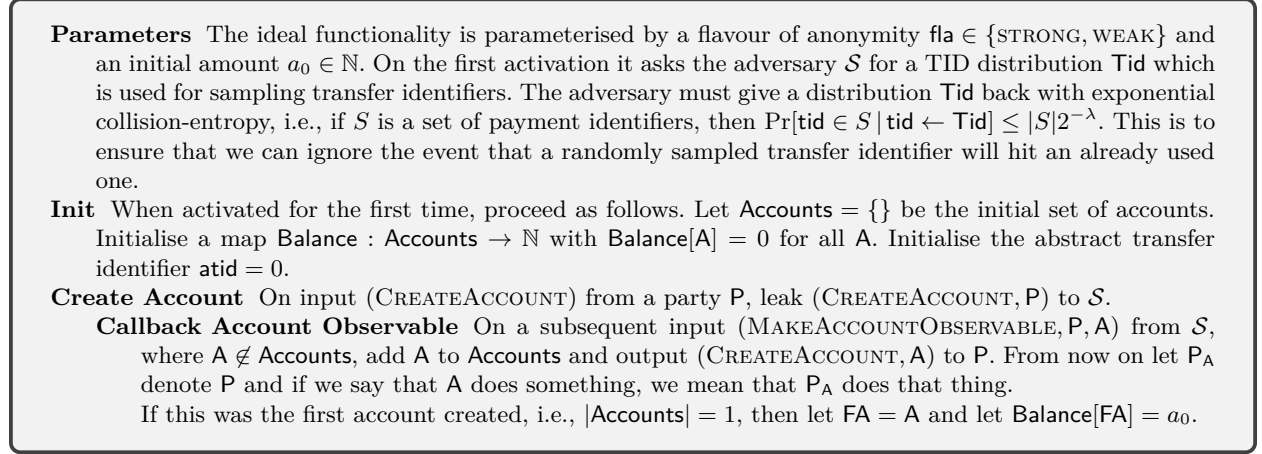 Parameters The ideal functionality is parameterised by a flavour of anonymity fla ∈ {STRONG, WEAK} and
an initial amount a₀ ∈ ℕ. On the first activation it asks the adversary 𝒮 for a TID distribution Tid which
is used for sampling transfer identifiers. The adversary must give a distribution Tid back with exponential
collision-entropy, i.e., if S is a set of payment identifiers, then Pr[tid ∈ S | tid ← Tid] ≤ |S|2^{−λ}. This is to
ensure that we can ignore the event that a randomly sampled transfer identifier will hit an already used
one.
Init When activated for the first time, proceed as follows. Let Accounts = {} be the initial set of accounts.
Initialise a map Balance : Accounts → ℕ with Balance[A] = 0 for all A. Initialise the abstract transfer
identifier atid = 0.
Create Account On input (CREATEACCOUNT) from a party P, leak (CREATEACCOUNT, P) to 𝒮.
Callback Account Observable On a subsequent input (MAKEACCOUNTOBSERVABLE, P, A) from 𝒮,
where A ∉ Accounts, add A to Accounts and output (CREATEACCOUNT, A) to P. From now on let P_A
denote P and if we say that A does something, we mean that P_A does that thing.
If this was the first account created, i.e., |Accounts| = 1, then let FA = A and let Balance[FA] = a₀.